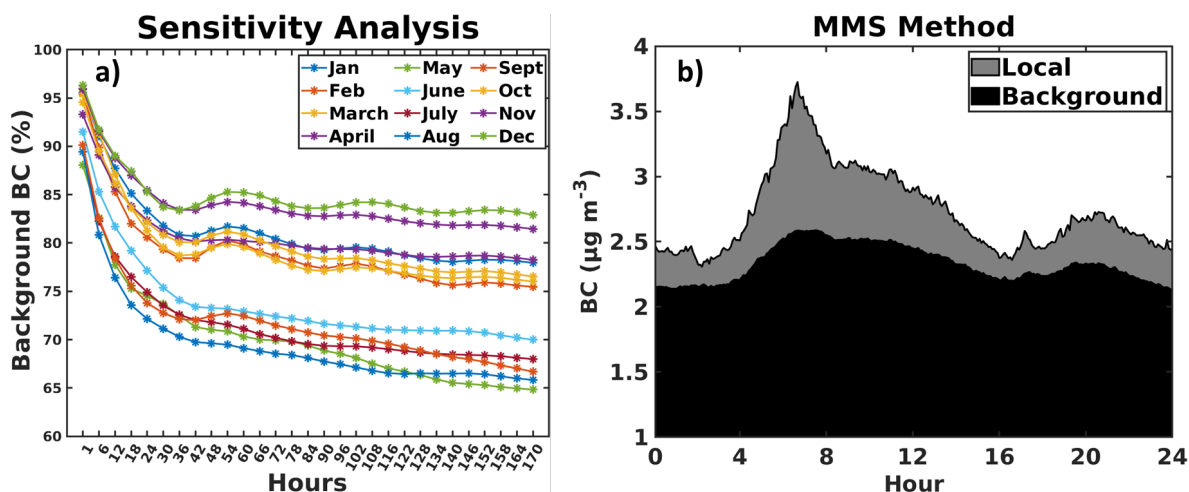 Sensitivity Analysis
a)
Jan
Feb
March
April
May
June
July
Aug
Sept
Oct
Nov
Dec
Background BC (%)
100
95
90
85
80
75
70
65
60
1 6 12 18 24 30 36 42 48 54 60 66 72 78 84 90 96 102 108 116 122 128 134 140 146 152 158 164 170
Hours
MMS Method
b)
Local
Background
BC (µg m⁻³)
4
3.5
3
2.5
2
1.5
1
0 4 8 12 16 20 24
Hour